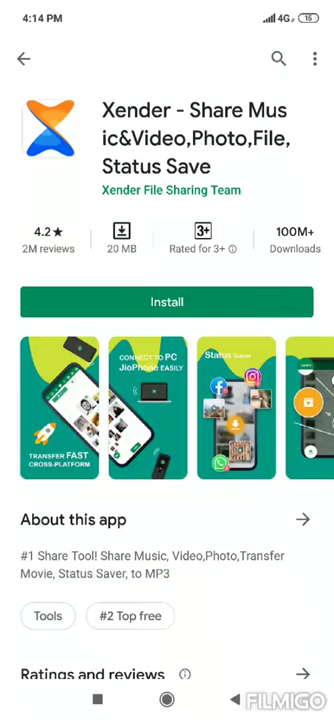 4:14 PM
4G
15
Xender - Share Mus
ic&Video,Photo,File,
Status Save
Xender File Sharing Team
4.2★
2M reviews
20 MB
3+
Rated for 3+
100M+
Downloads
Install
TRANSFER FAST
CROSS-PLATFORM
CONNECT TO PC
JioPhone EASILY
Status Saver
About this app
#1 Share Tool! Share Music, Video,Photo,Transfer
Movie, Status Saver, to MP3
Tools
#2 Top free
Ratings and reviews
FILMIGO